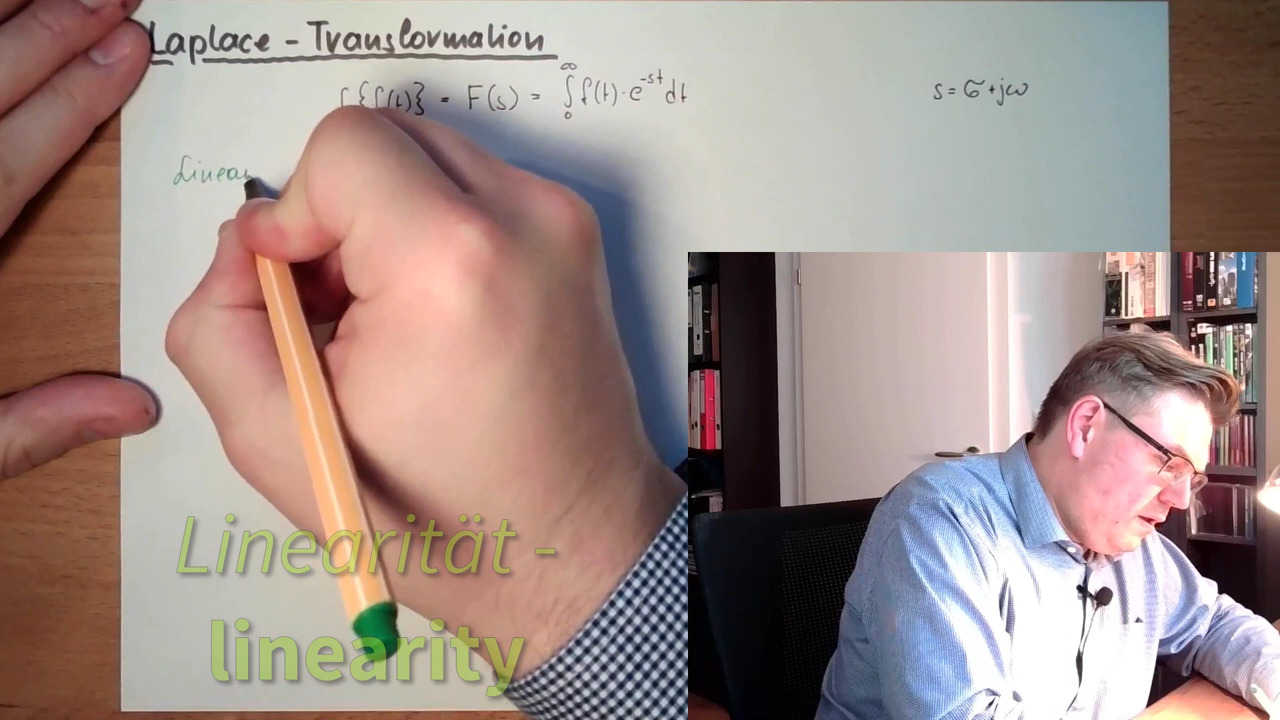 Laplace - Transformation
L{f(t)} = F(s) = ∫₀^∞ f(t)·e^-st dt
s = σ + jω
Linear
Linearität -
linearity